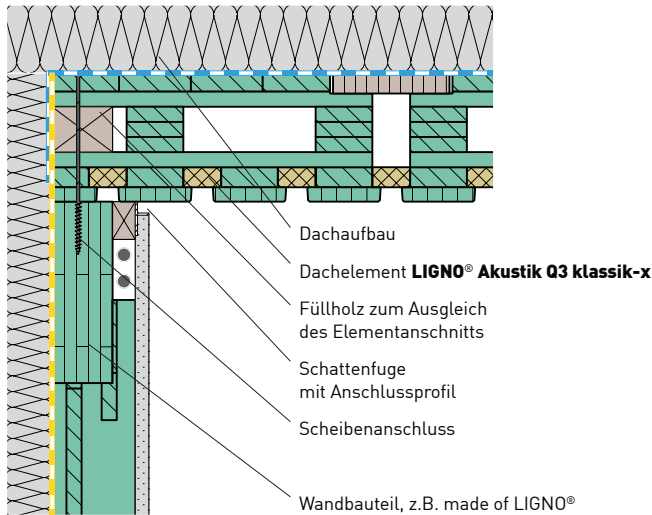 Dachaufbau
Dachelement LIGNO® Akustik Q3 klassik-x
Füllholz zum Ausgleich
des Elementanschnitts
Schattenfuge
mit Anschlussprofil
Scheibenanschluss
Wandbauteil, z.B. made of LIGNO®